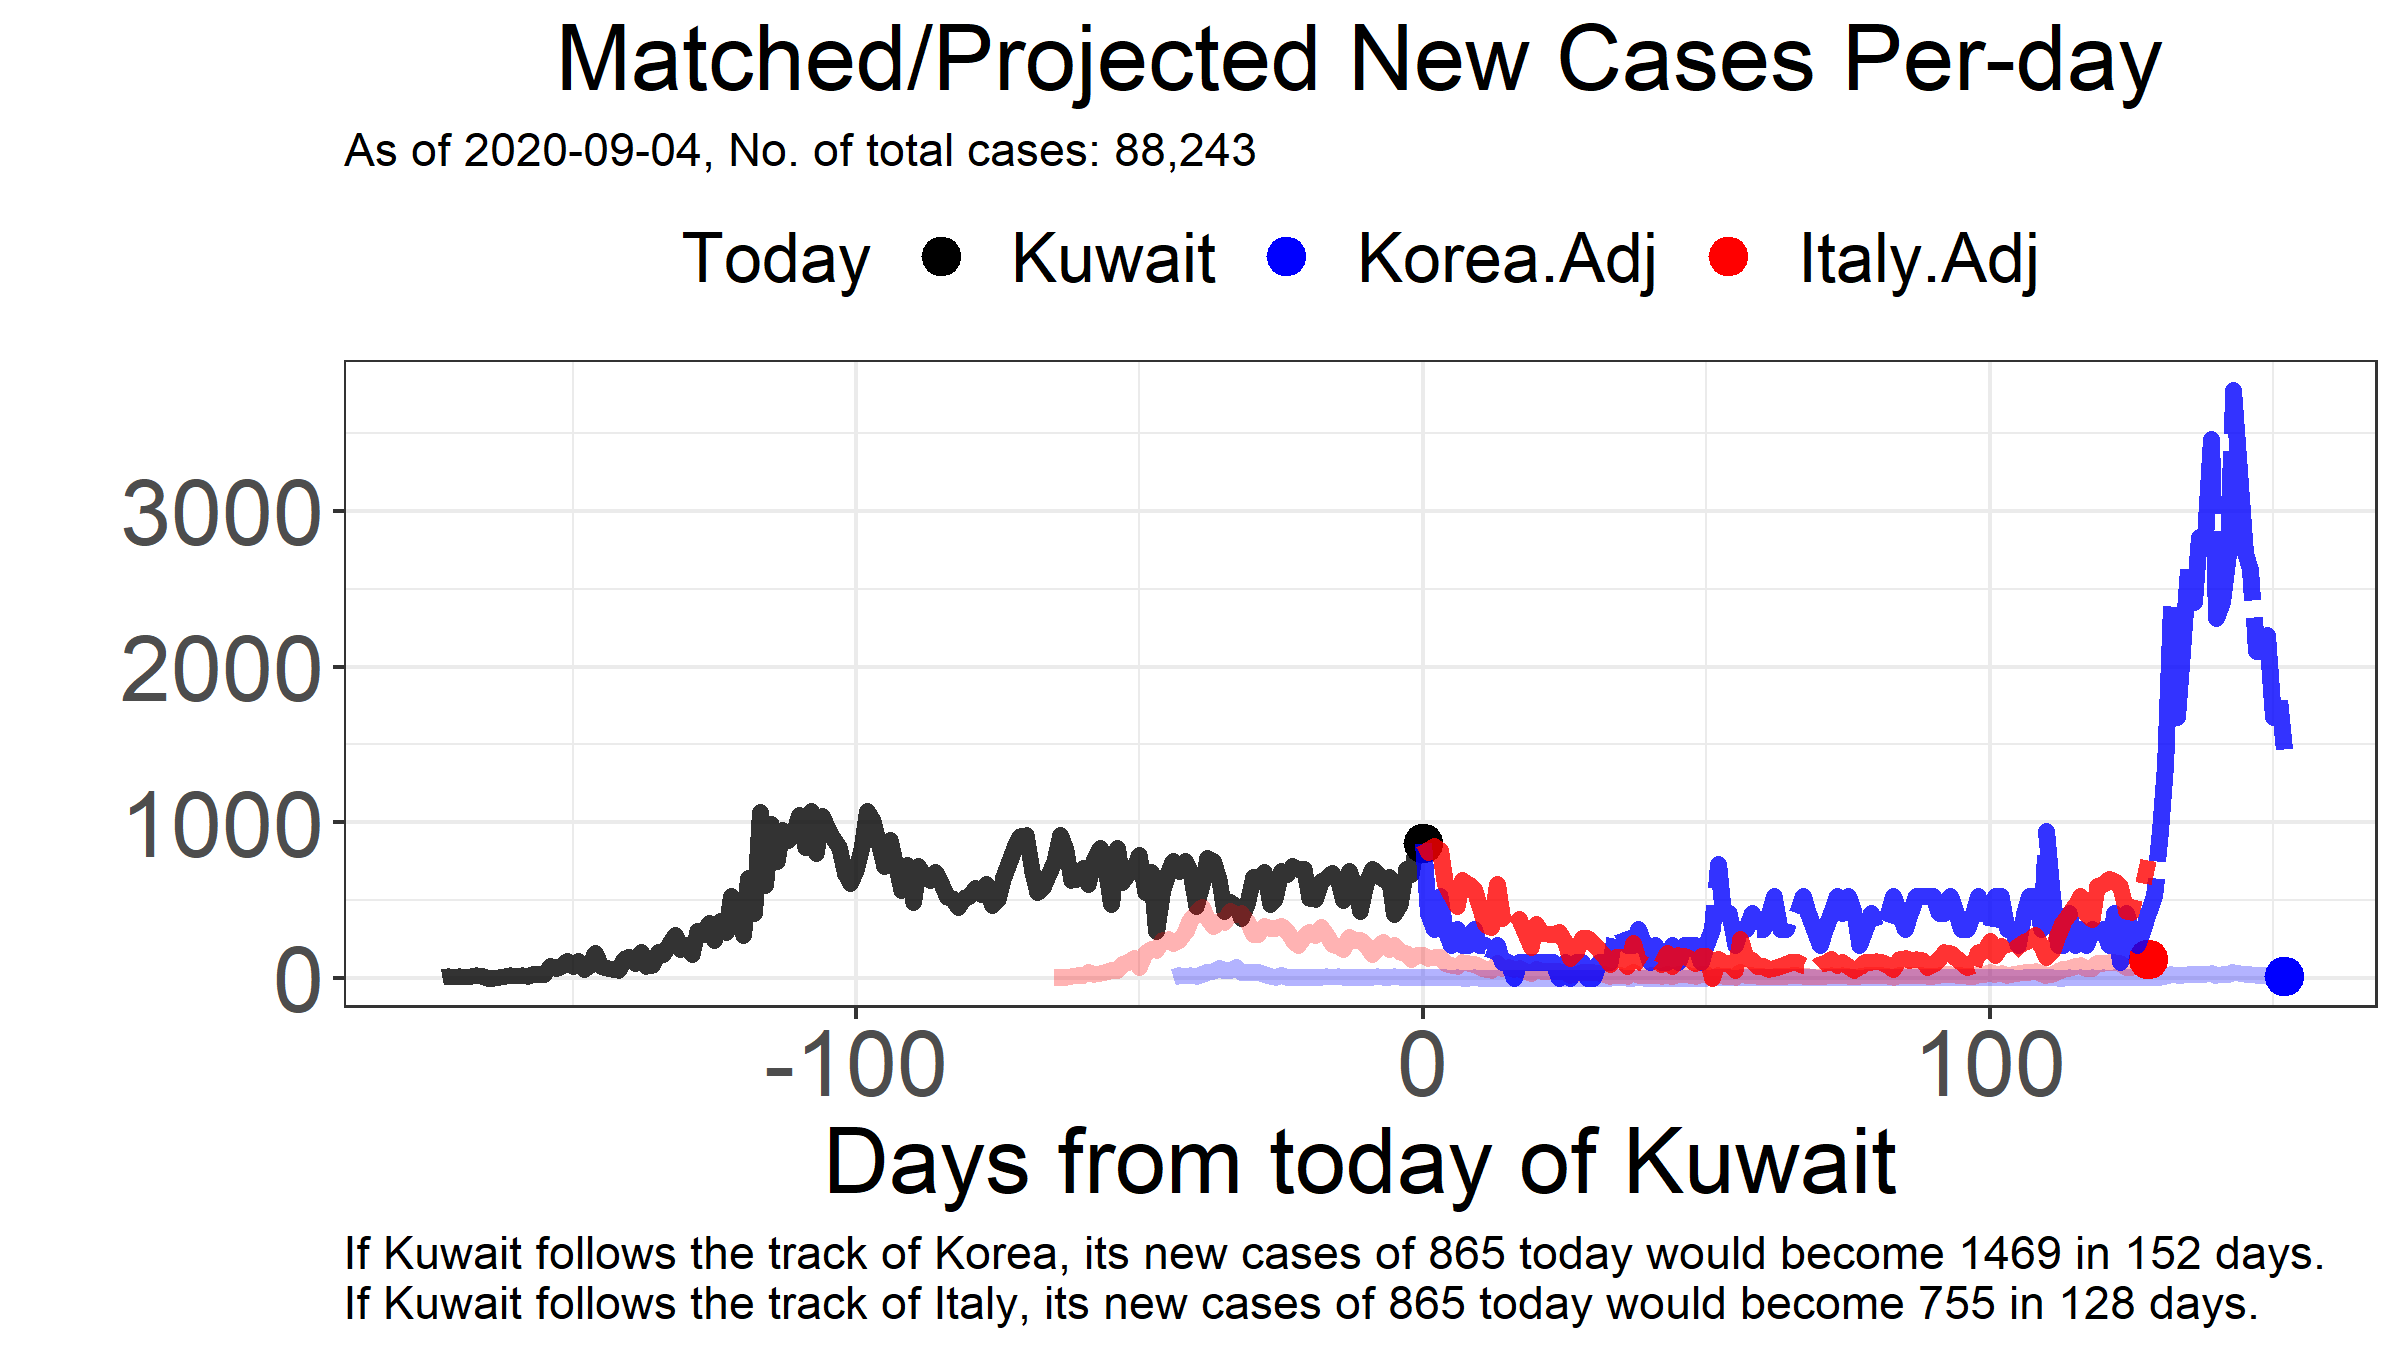 Matched/Projected New Cases Per-day
As of 2020-09-04, No. of total cases: 88,243
Today Kuwait Korea.Adj Italy.Adj
3000
2000
1000
0
-100 0 100
Days from today of Kuwait
If Kuwait follows the track of Korea, its new cases of 865 today would become 1469 in 152 days.
If Kuwait follows the track of Italy, its new cases of 865 today would become 755 in 128 days.